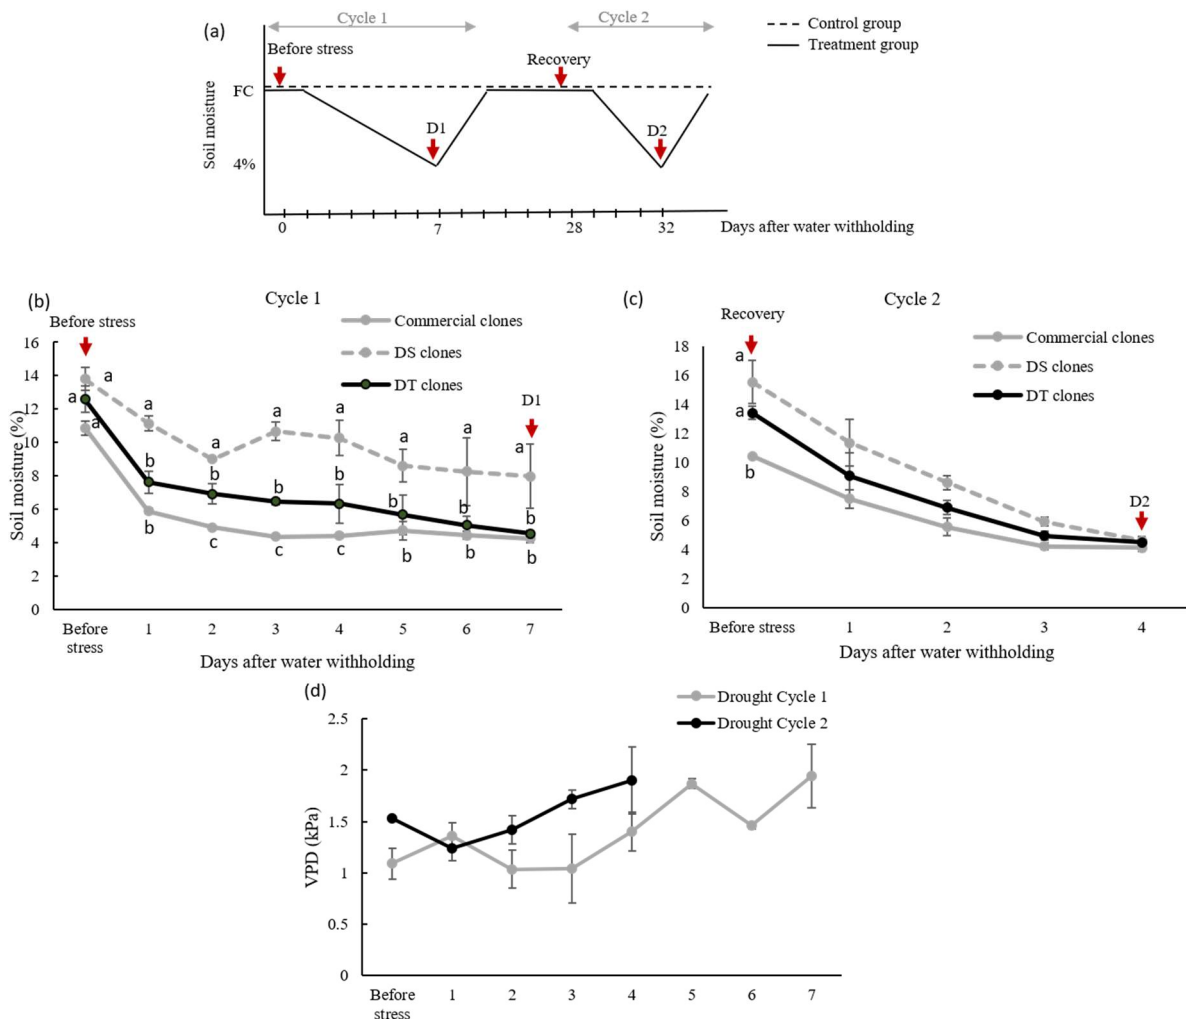 Cycle 1
Cycle 2
(a)
Control group
Treatment group
Before stress
Recovery
FC
D1
D2
4%
Soil moisture
0
7
28
32
Days after water withholding
(b)
Cycle 1
Before stress
Commercial clones
DS clones
DT clones
D1
16
14
12
10
8
6
4
2
0
Soil moisture (%)
a
a
a
a
a
a
a
a
a
a
b
b
b
b
b
b
b
b
c
c
c
b
b
b
Before
stress
1
2
3
4
5
6
7
Days after water withholding
(c)
Cycle 2
Recovery
Commercial clones
DS clones
DT clones
D2
18
16
14
12
10
8
6
4
2
0
Soil moisture (%)
a
a
b
Before stress
1
2
3
4
Days after water withholding
(d)
Drought Cycle 1
Drought Cycle 2
2.5
2
1.5
1
0.5
0
VPD (kPa)
Before
stress
1
2
3
4
5
6
7